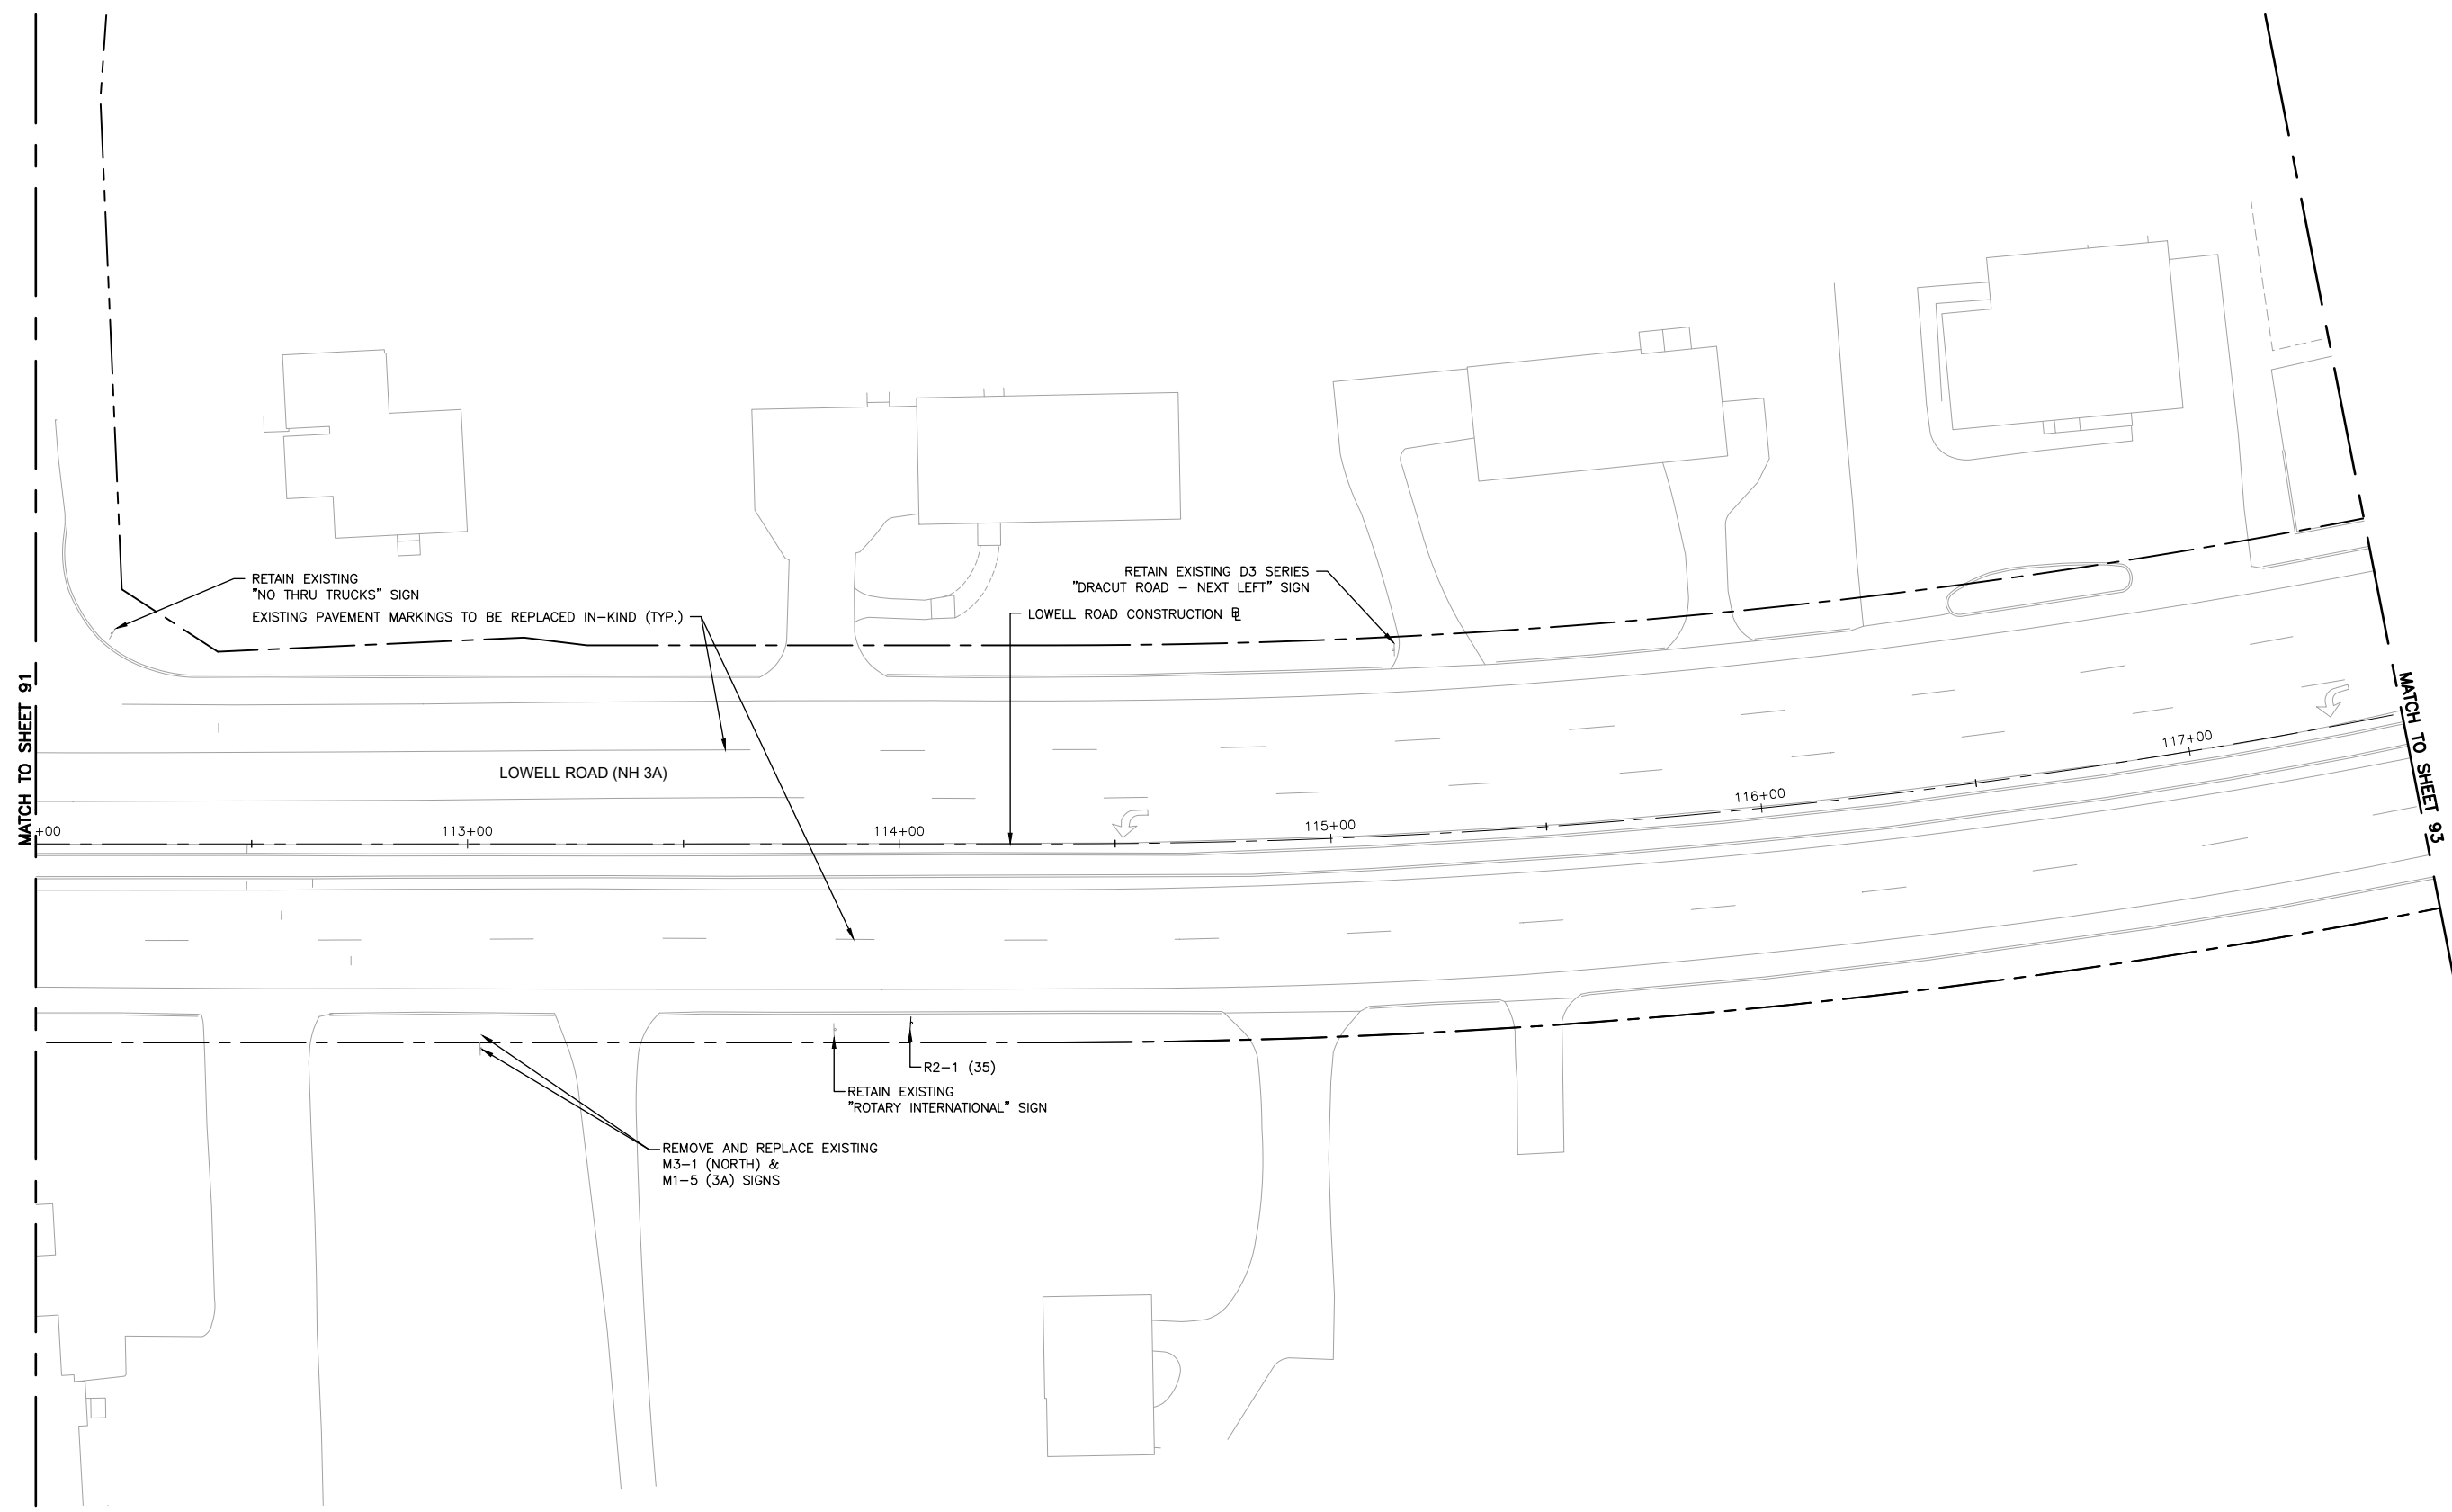 RETAIN EXISTING
"NO THRU TRUCKS" SIGN
EXISTING PAVEMENT MARKINGS TO BE REPLACED IN-KIND (TYP.)
RETAIN EXISTING D3 SERIES
"DRACUT ROAD - NEXT LEFT" SIGN
LOWELL ROAD CONSTRUCTION BL
MATCH TO SHEET 91
MATCH TO SHEET 93
LOWELL ROAD (NH 3A)
+00
113+00
114+00
115+00
116+00
117+00
R2-1 (35)
RETAIN EXISTING
"ROTARY INTERNATIONAL" SIGN
REMOVE AND REPLACE EXISTING
M3-1 (NORTH) &
M1-5 (3A) SIGNS